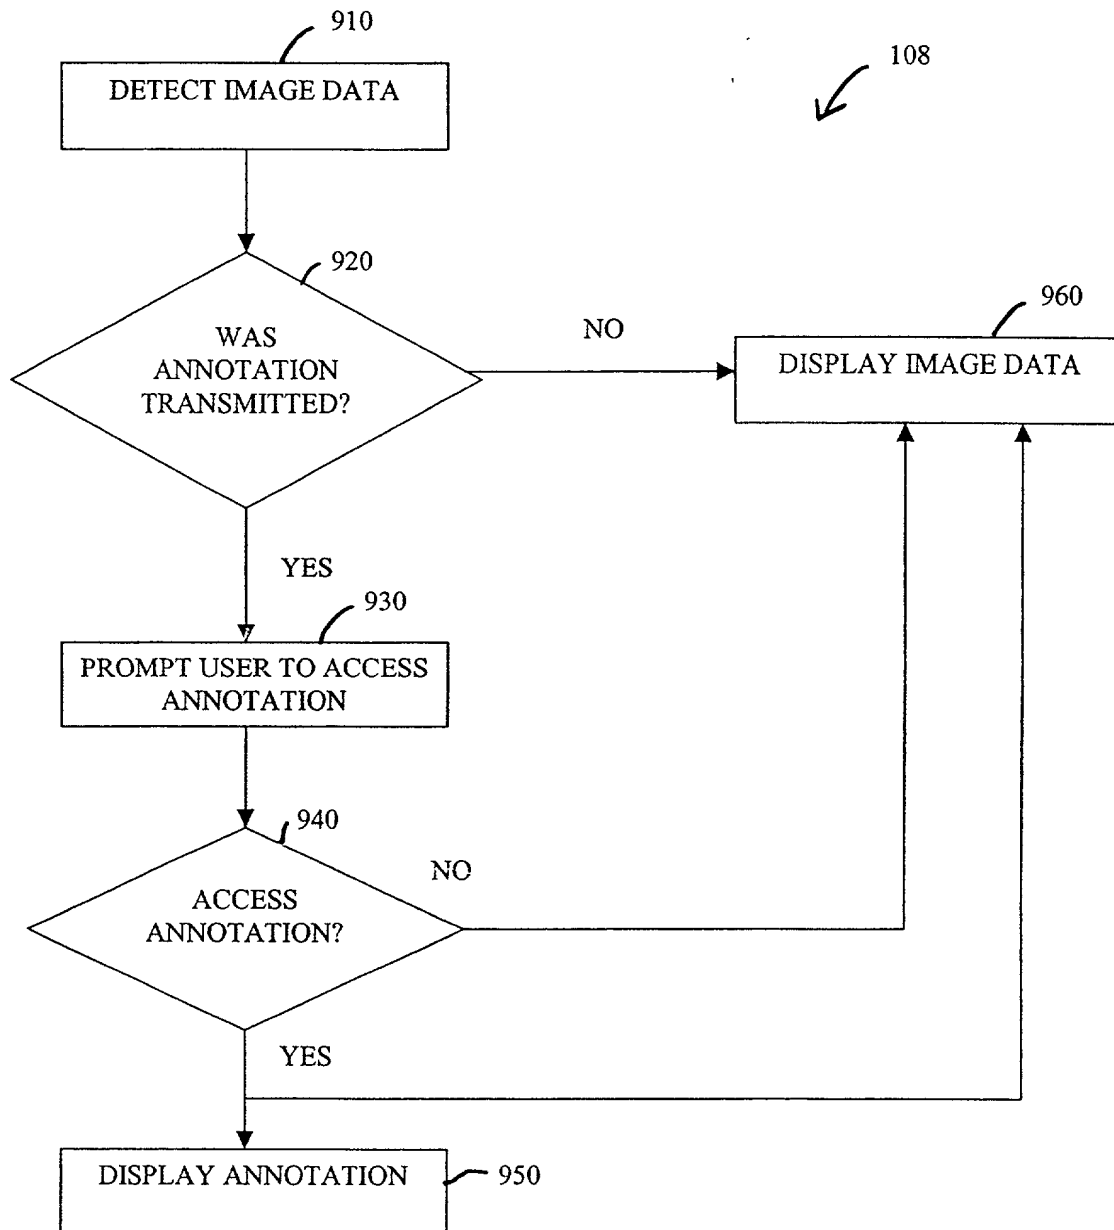 910
DETECT IMAGE DATA
108
920
WAS
ANNOTATION
TRANSMITTED?
NO
960
DISPLAY IMAGE DATA
YES
930
PROMPT USER TO ACCESS
ANNOTATION
940
ACCESS
ANNOTATION?
NO
YES
DISPLAY ANNOTATION
950